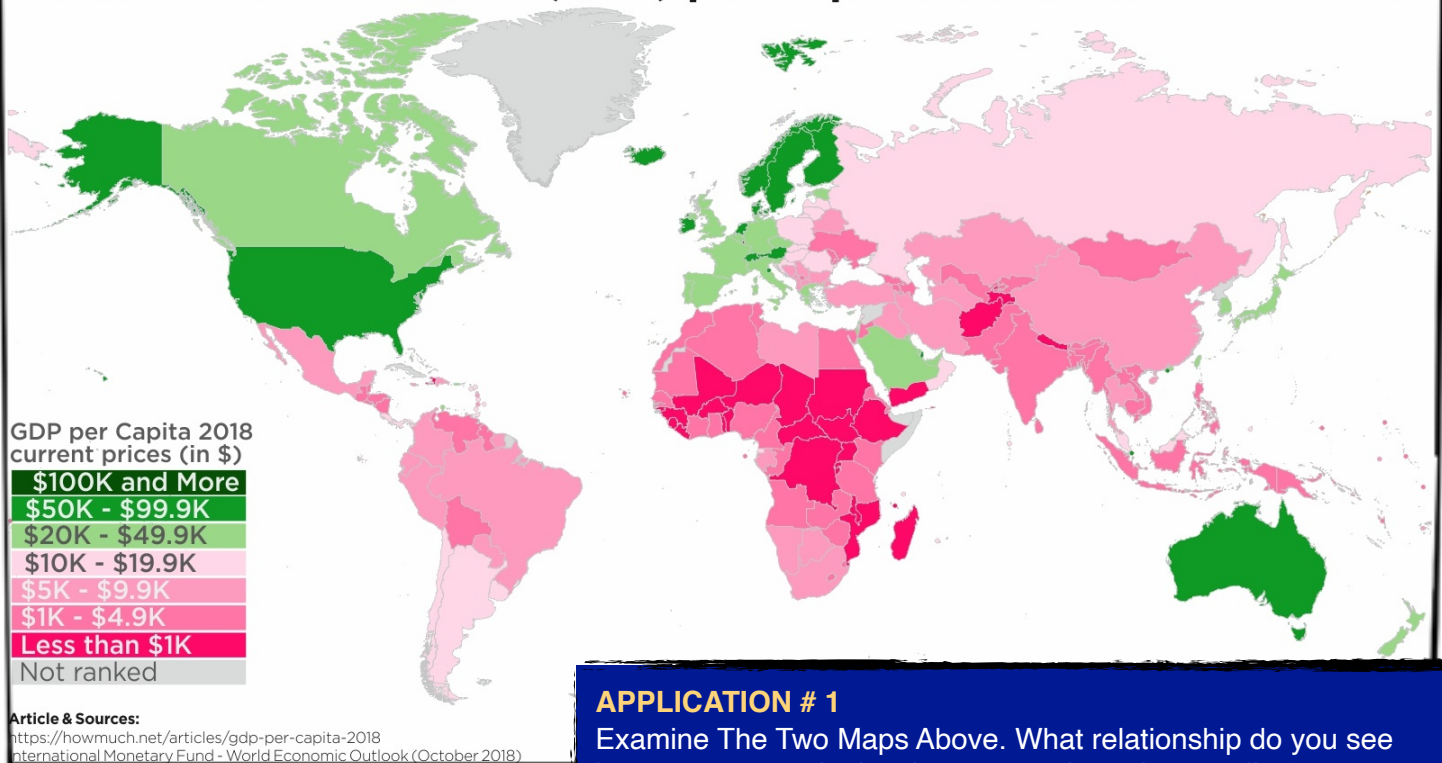 GDP per Capita 2018
current prices (in $)
$100K and More
$50K - $99.9K
$20K - $49.9K
$10K - $19.9K
$5K - $9.9K
$1K - $4.9K
Less than $1K
Not ranked
Article & Sources:
https://howmuch.net/articles/gdp-per-capita-2018
International Monetary Fund - World Economic Outlook (October 2018)
APPLICATION # 1
Examine The Two Maps Above. What relationship do you see